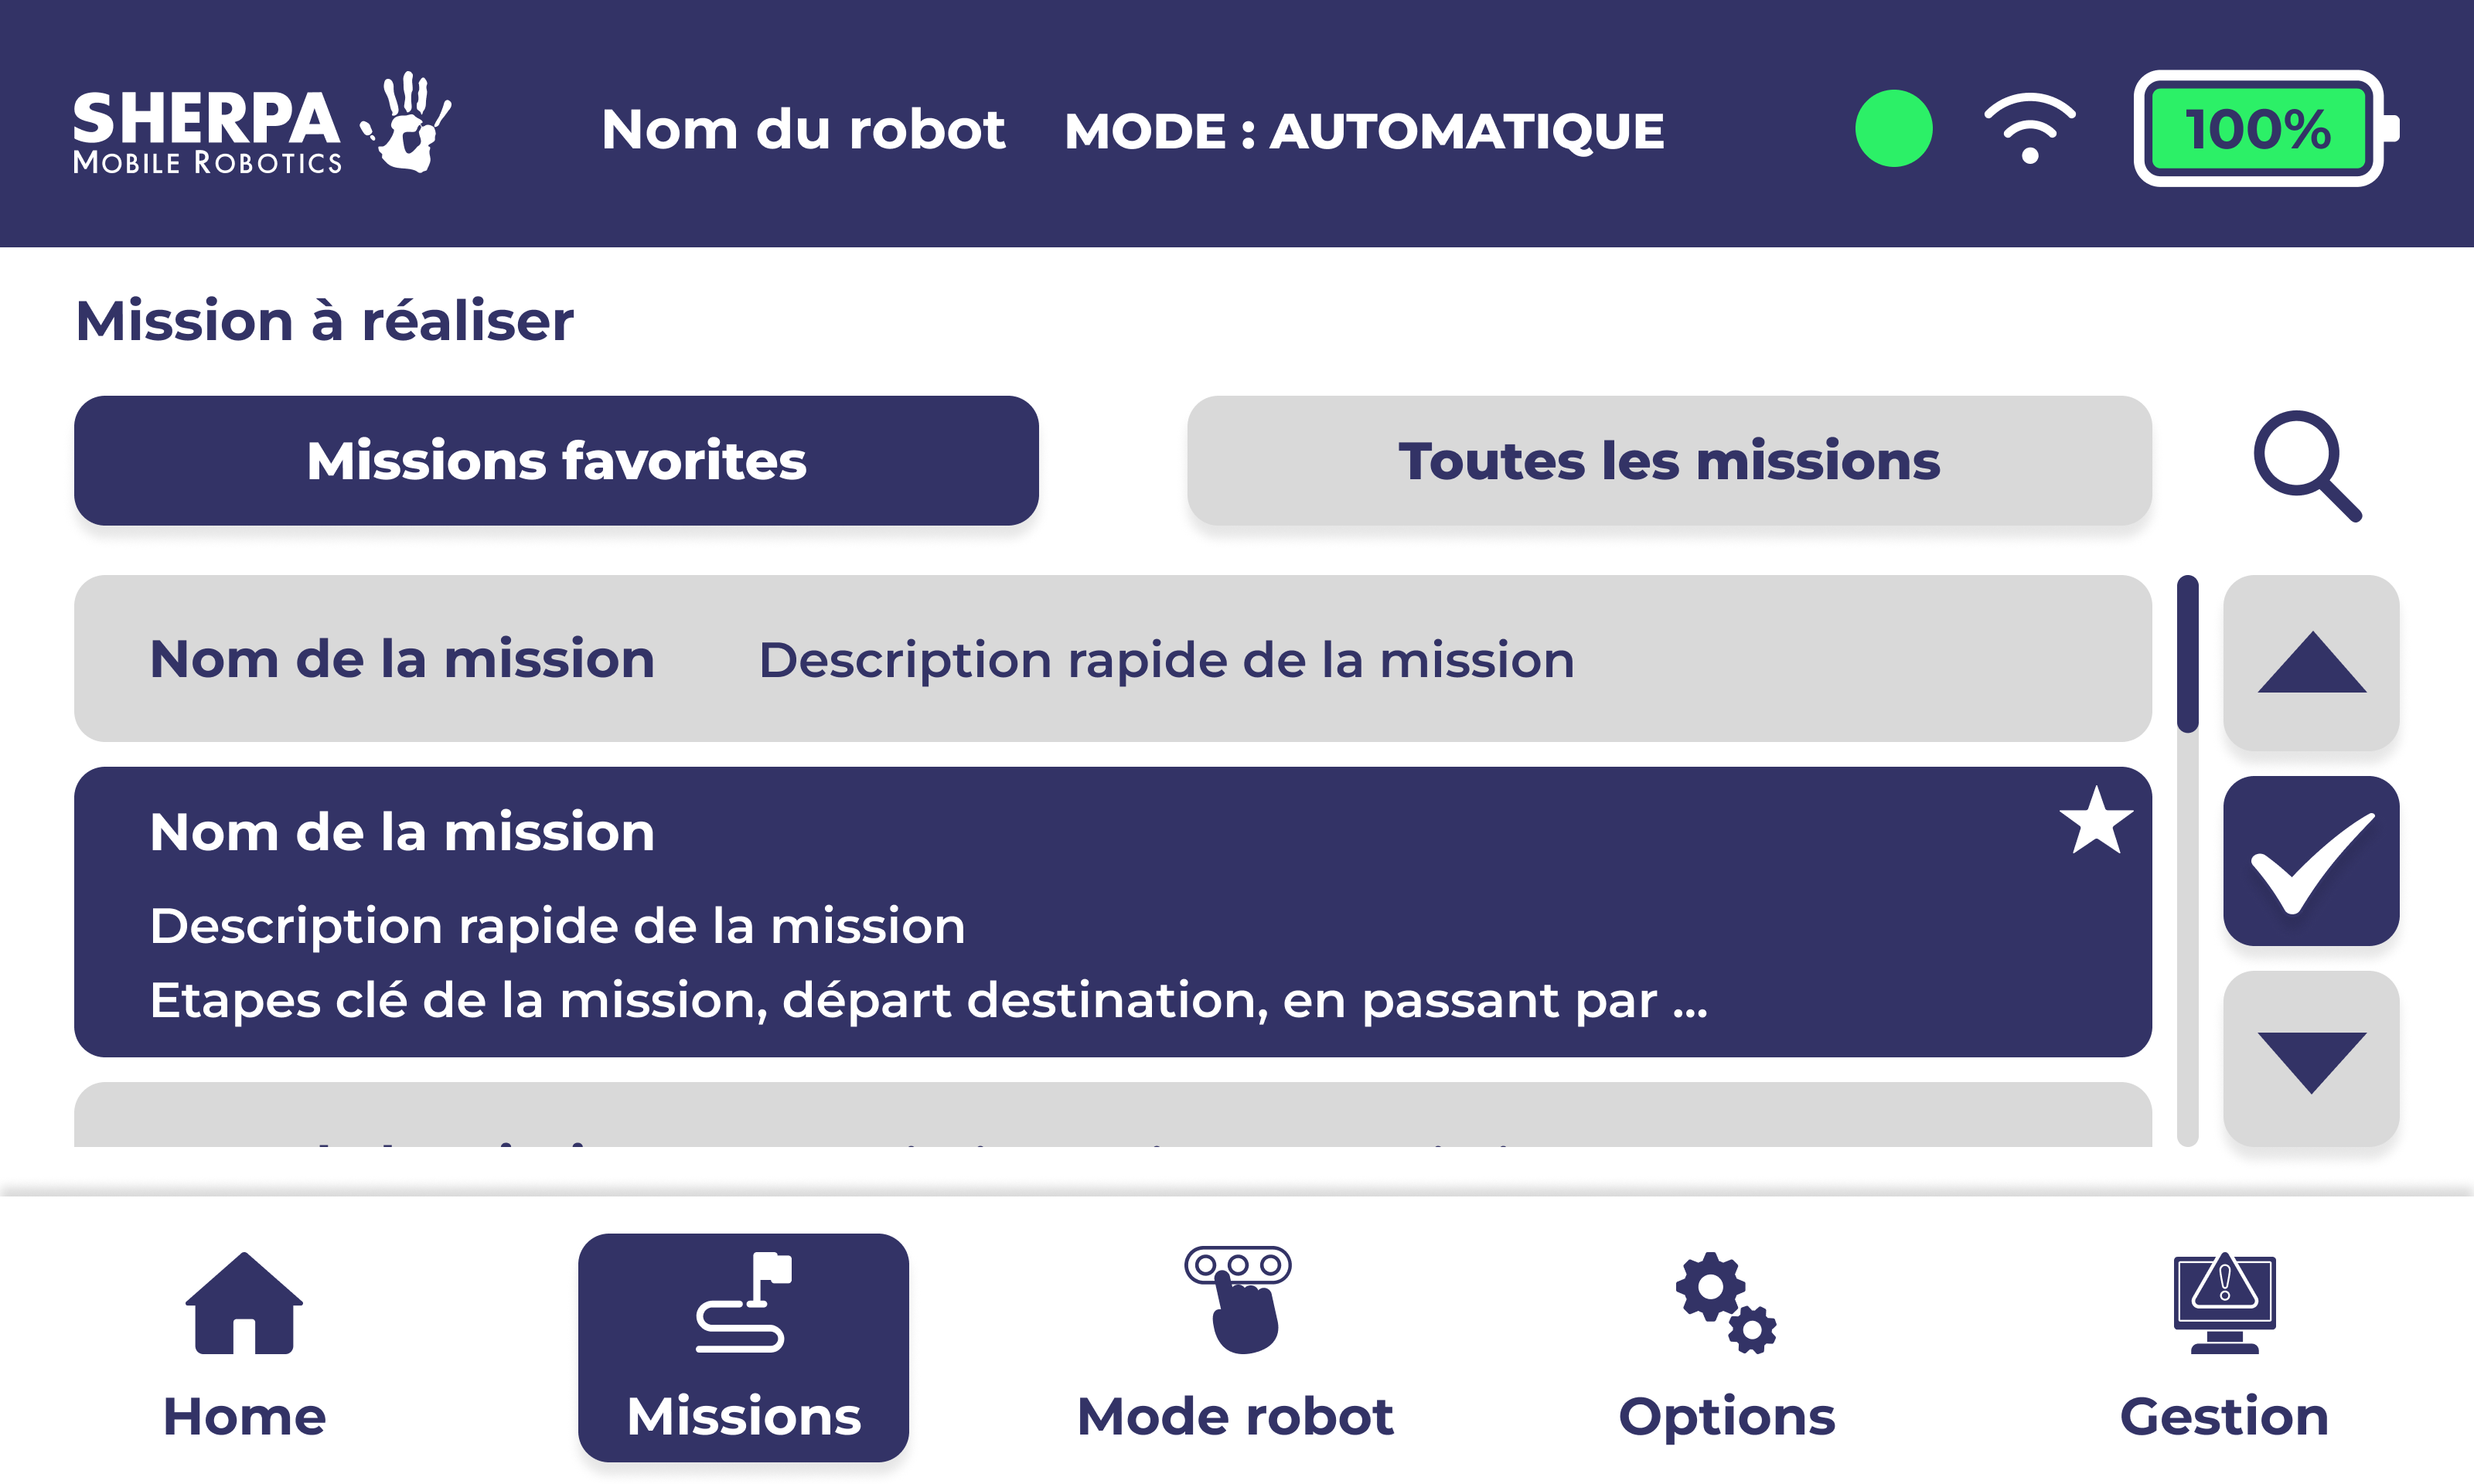 SHERPA
MOBILE ROBOTICS
Nom du robot MODE : AUTOMATIQUE 100%
Mission à réaliser
Missions favorites Toutes les missions
Nom de la mission Description rapide de la mission
Nom de la mission
Description rapide de la mission
Etapes clé de la mission, départ destination, en passant par ...
Home Missions Mode robot Options Gestion